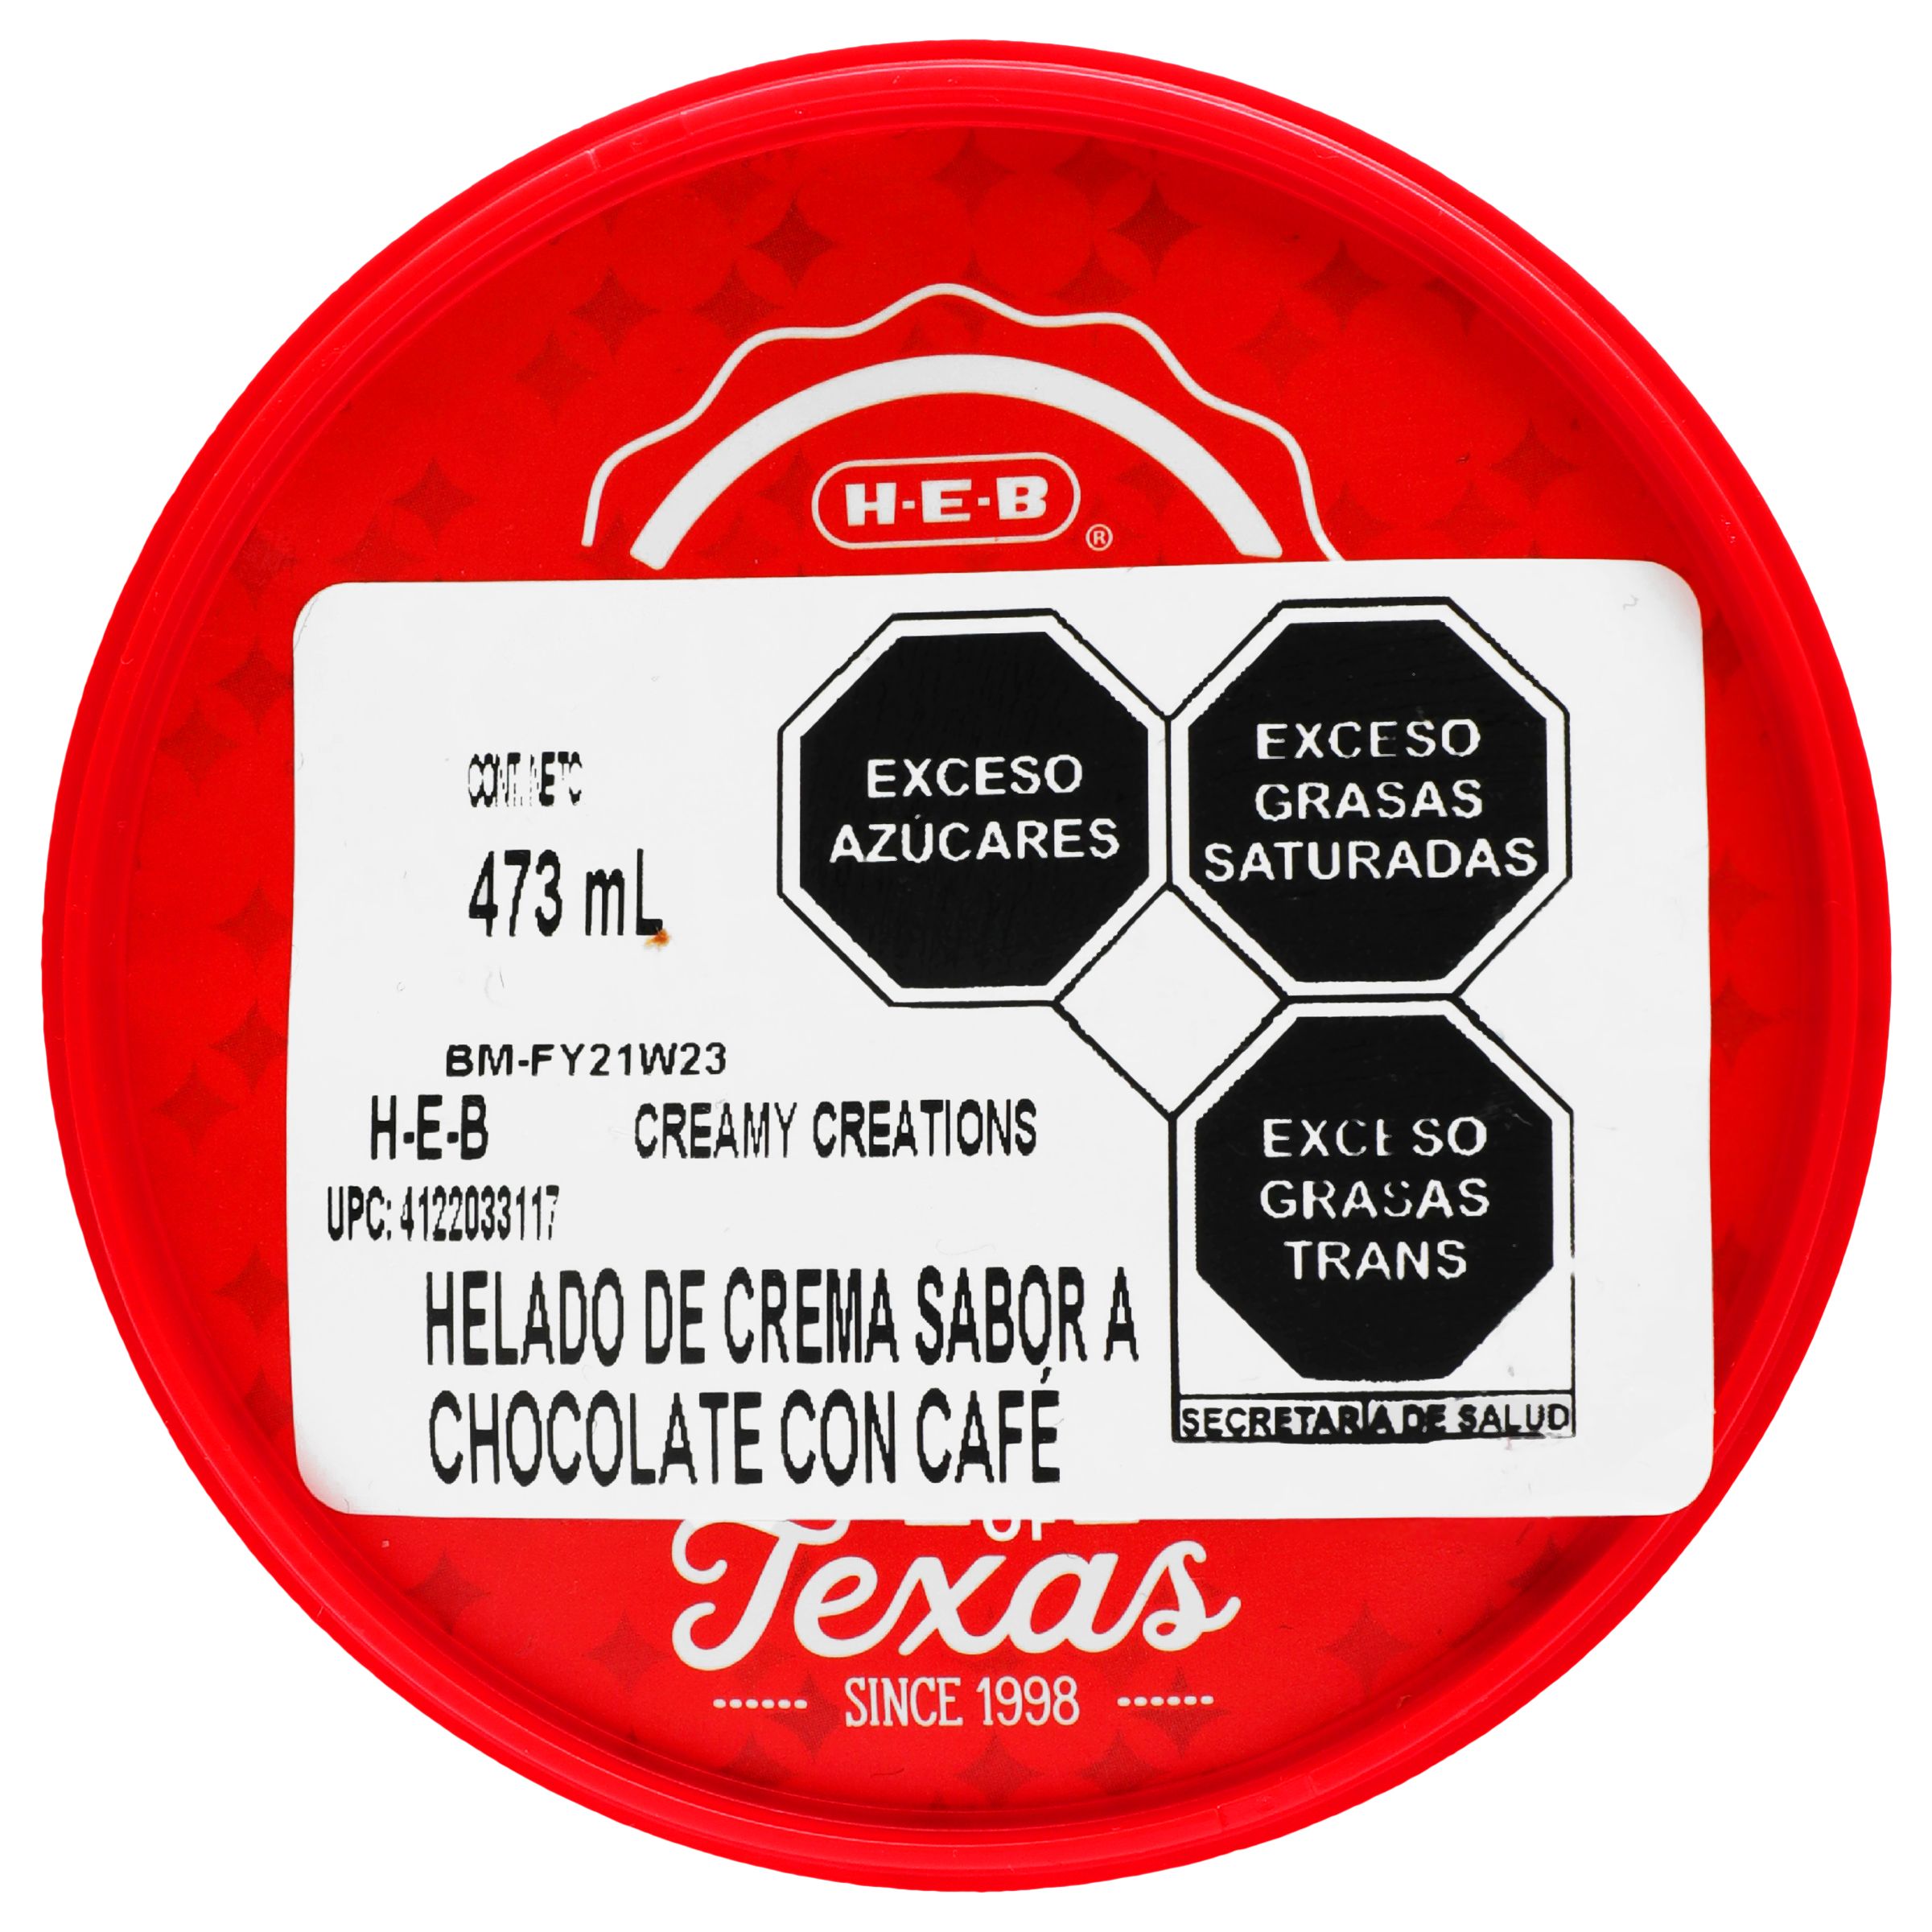 H-E-B
®
CONT. NETO
473 mL
EXCESO
AZÚCARES
EXCESO
GRASAS
SATURADAS
BM-FY21W23
H-E-B CREAMY CREATIONS
UPC: 4122033117
EXCESO
GRASAS
TRANS
HELADO DE CREMA SABOR A
CHOCOLATE CON CAFÉ
SECRETARIA DE SALUD
Texas
SINCE 1998